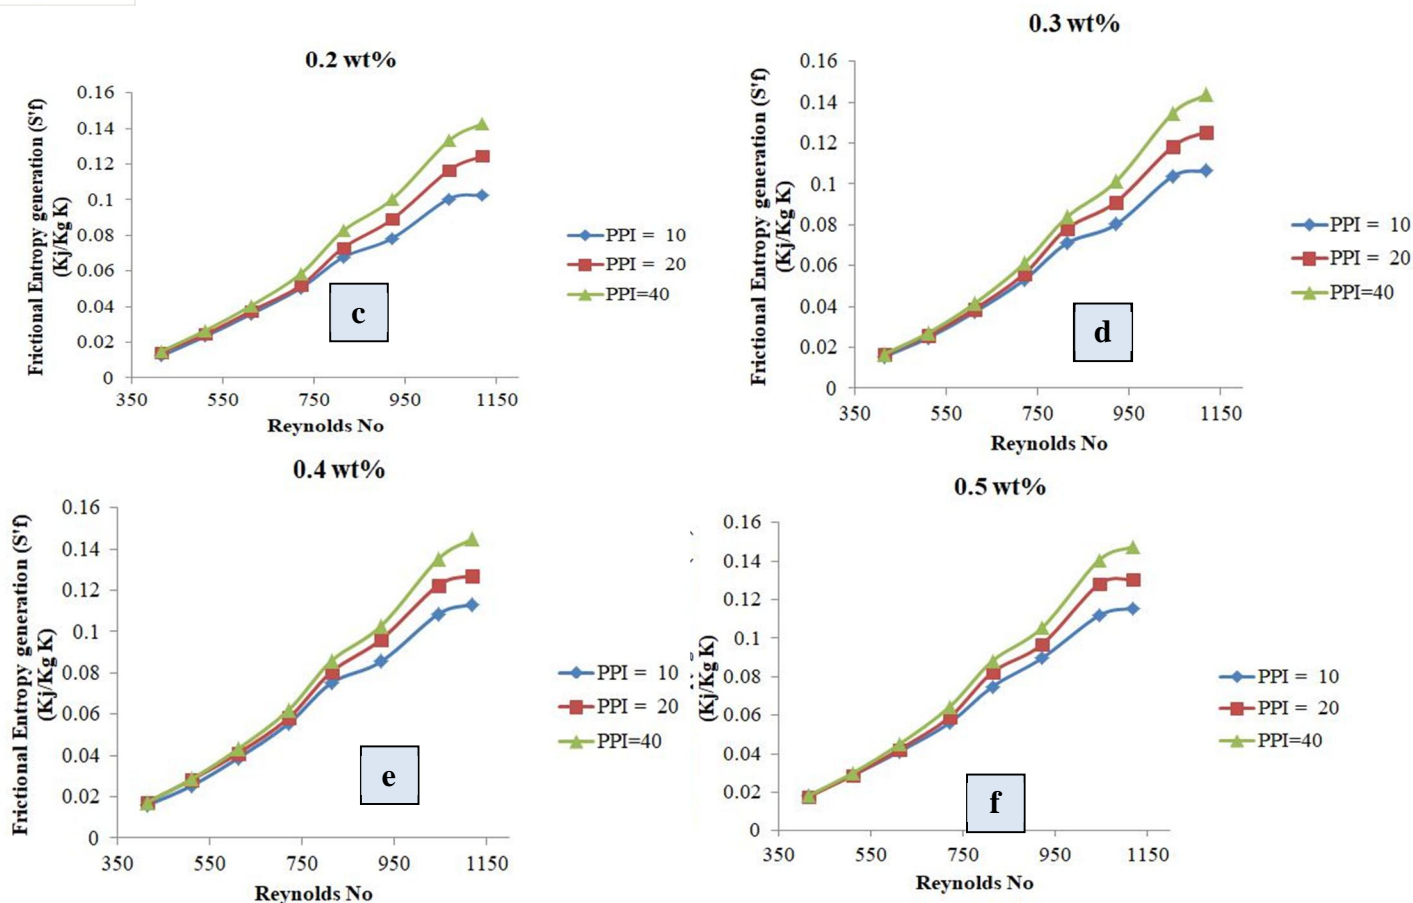 0.2 wt%
Frictional Entropy generation (S'f)
(Kj/Kg K)
0.16
0.14
0.12
0.1
0.08
0.06
0.04
0.02
0
350 550 750 950 1150
Reynolds No
PPI = 10
PPI = 20
PPI=40
c
0.3 wt%
Frictional Entropy generation (S'f)
(Kj/Kg K)
0.16
0.14
0.12
0.1
0.08
0.06
0.04
0.02
0
350 550 750 950 1150
Reynolds No
PPI = 10
PPI = 20
PPI=40
d
0.4 wt%
Frictional Entropy generation (S'f)
(Kj/Kg K)
0.16
0.14
0.12
0.1
0.08
0.06
0.04
0.02
0
350 550 750 950 1150
Reynolds No
PPI = 10
PPI = 20
PPI=40
e
0.5 wt%
(Kj/Kg K)
0.16
0.14
0.12
0.1
0.08
0.06
0.04
0.02
0
350 550 750 950 1150
Reynolds No
PPI = 10
PPI = 20
PPI=40
f